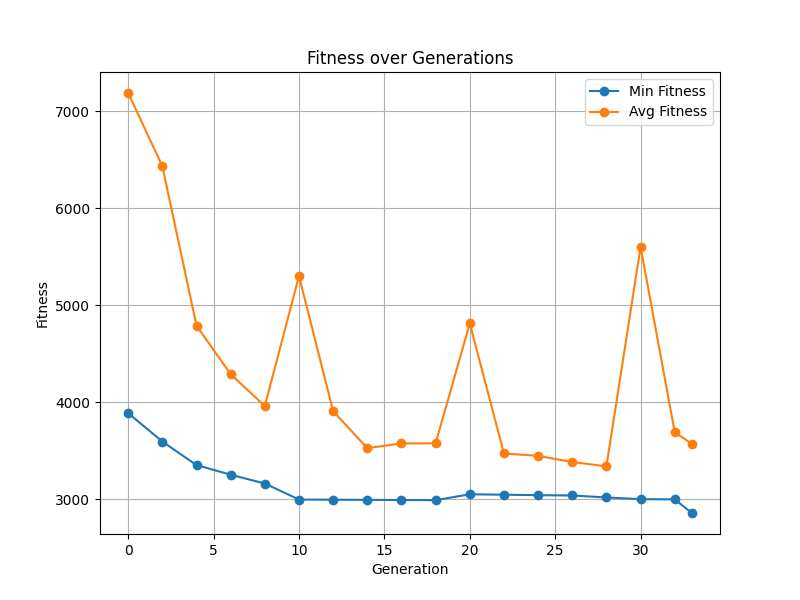 Fitness over Generations
Min Fitness
Avg Fitness
7000
6000
5000
4000
3000
Fitness
0 5 10 15 20 25 30
Generation